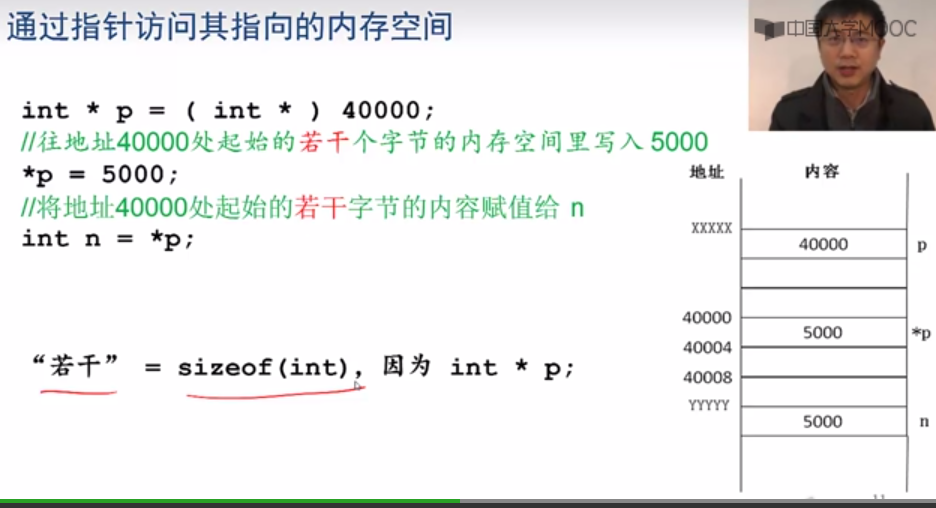 通过指针访问其指向的内存空间
中国大学MOOC
int * p = ( int * ) 40000;
//往地址40000处起始的若干个字节的内存空间里写入 5000
*p = 5000;
//将地址40000处起始的若干字节的内容赋值给 n
int n = *p;
“若干” = sizeof(int), 因为 int * p;
地址 内容
XXXXX
40000 p
40000
5000 *p
40004
40008
YYYYY
5000 n